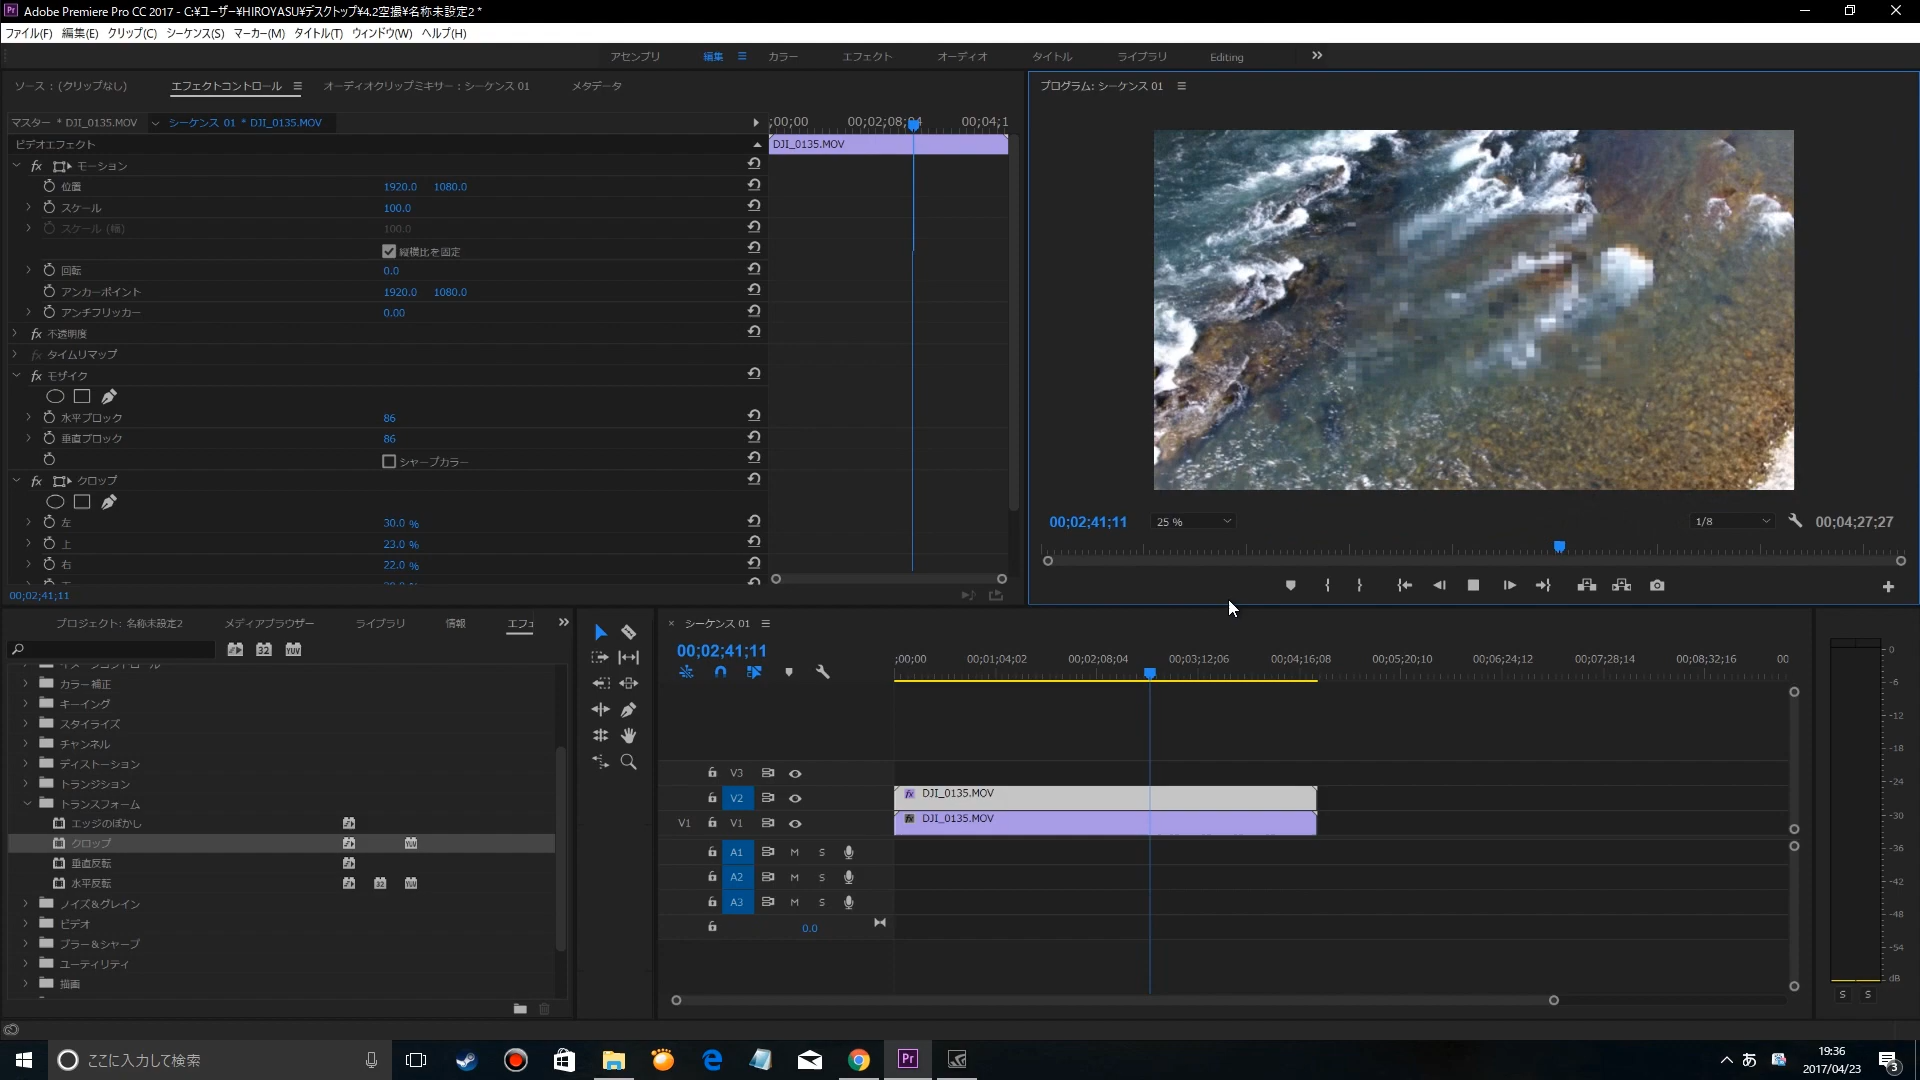 Adobe Premiere Pro CC 2017 - C:¥ユーザー¥HIROYASU¥デスクトップ¥4.2空撮¥名称未設定2 *
ファイル(F) 編集(E) クリップ(C) シーケンス(S) マーカー(M) タイトル(T) ウィンドウ(W) ヘルプ(H)
アセンブリ 編集 カラー エフェクト オーディオ タイトル ライブラリ Editing
ソース : (クリップなし) エフェクトコントロール オーディオクリップミキサー : シーケンス 01 メタデータ
プログラム: シーケンス 01
マスター * DJI_0135.MOV シーケンス 01 * DJI_0135.MOV
;00;00 00;02;08;04 00;04;1
ビデオエフェクト
DJI_0135.MOV
fx モーション
位置 1920.0 1080.0
スケール 100.0
スケール (幅) 100.0
縦横比を固定
回転 0.0
アンカーポイント 1920.0 1080.0
アンチフリッカー 0.00
fx 不透明度
fx タイムリマップ
fx モザイク
水平ブロック 86
垂直ブロック 86
シャープカラー
fx クロップ
左 30.0 %
上 23.0 %
右 22.0 %
00;02;41;11
00;02;41;11 25 % 1/8 00;04;27;27
プロジェクト: 名称未設定2 メディアブラウザー ライブラリ 情報 エフェ
32 YUV
イメージコントロール
カラー補正
キーイング
スタイライズ
チャンネル
ディストーション
トランジション
トランスフォーム
エッジのぼかし
クロップ YUV
垂直反転
水平反転 32 YUV
ノイズ&グレイン
ビデオ
ブラー&シャープ
ユーティリティ
描画
× シーケンス 01
00;02;41;11
;00;00 00;01;04;02 00;02;08;04 00;03;12;06 00;04;16;08 00;05;20;10 00;06;24;12 00;07;28;14 00;08;32;16 00
V3
V2 fx DJI_0135.MOV
V1 V1 fx DJI_0135.MOV
A1 M S
A2 M S
A3 M S
0.0
0
-6
-12
-18
-24
-30
-36
-42
-48
-54
dB
S S
ここに入力して検索
Pr
あ
19:36
2017/04/23
3